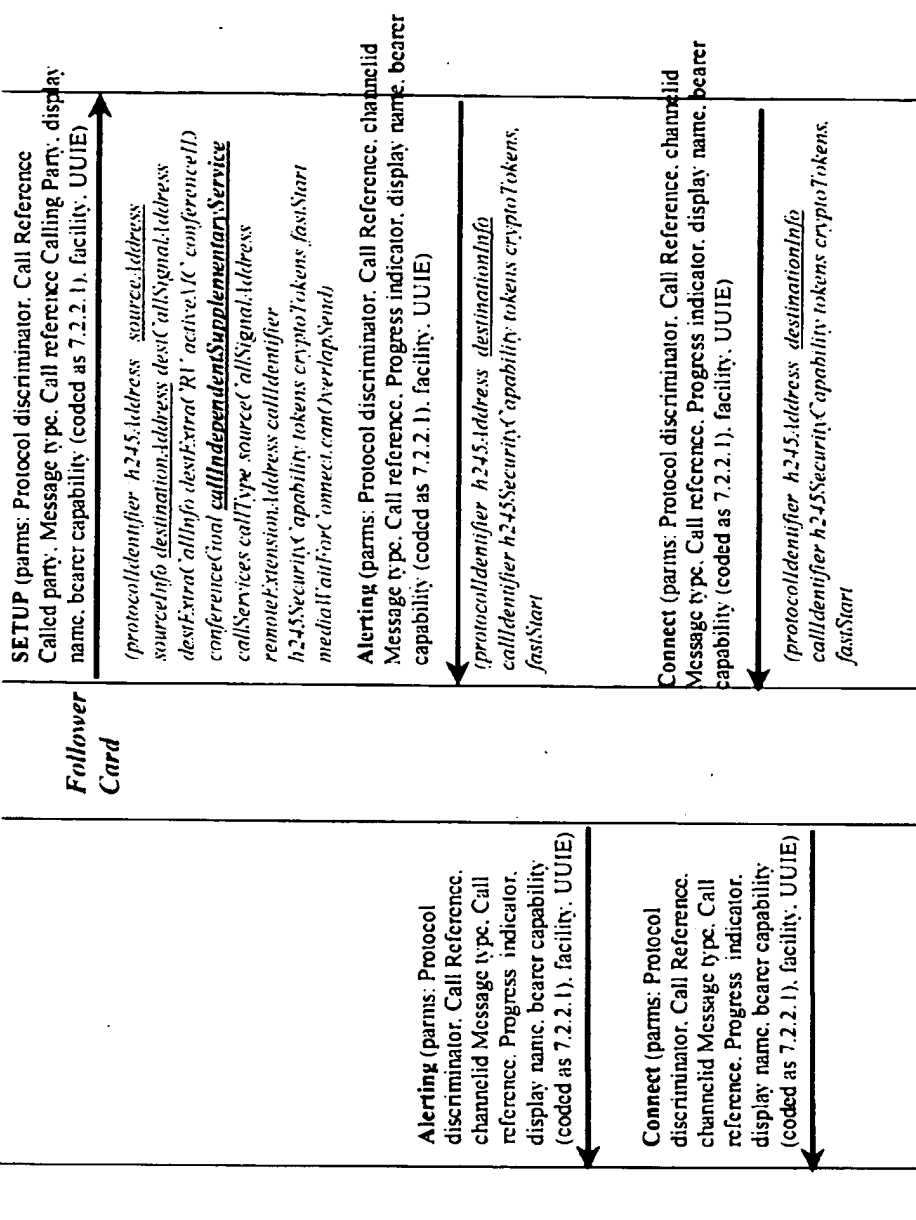 SETUP (parms: Protocol discriminator. Call Reference
Called party. Message type. Call reference Calling Party. display
name. bearer capability (coded as 7.2.2.1). facility. UUIE)
Follower
Card
(protocolIdentifier h245Address sourceAddress
sourceInfo destinationAddress destCallSignalAddress
destExtraCallInfo destExtraCRV activeMC conferenceID
conferenceGoal callIndependentSupplementaryService
callServices callType sourceCallSignalAddress
remoteExtensionAddress callIdentifier
h245SecurityCapability tokens cryptoTokens fastStart
mediaWaitForConnect.canOverlapSend)
Alerting (parms: Protocol discriminator. Call Reference. channelid
Message type. Call reference. Progress indicator. display name. bearer
capability (coded as 7.2.2.1). facility. UUIE)
(protocolIdentifier h245Address destinationInfo
callIdentifier h245SecurityCapability tokens cryptoTokens.
fastStart
Alerting (parms: Protocol
discriminator. Call Reference.
channelid Message type. Call
reference. Progress indicator.
display name. bearer capability
(coded as 7.2.2.1). facility. UUIE)
Connect (parms: Protocol discriminator. Call Reference. channelid
Message type. Call reference. Progress indicator. display name. bearer
capability (coded as 7.2.2.1). facility. UUIE)
(protocolIdentifier h245Address destinationInfo
callIdentifier h245SecurityCapability tokens cryptoTokens.
fastStart
Connect (parms: Protocol
discriminator. Call Reference.
channelid Message type. Call
reference. Progress indicator.
display name. bearer capability
(coded as 7.2.2.1). facility. UUIE)